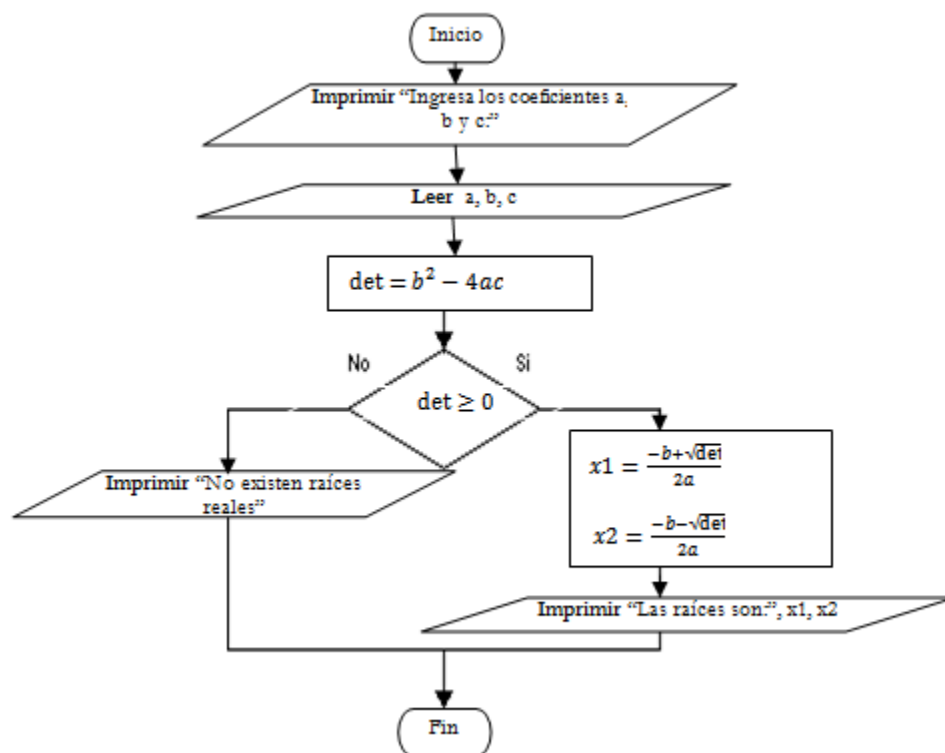 Inicio
Imprimir “Ingresa los coeficientes a,
b y c:”
Leer a, b, c
det = b² − 4ac
No
Si
det ≥ 0
Imprimir “No existen raíces
reales”
x1 = (−b+√det)/2a
x2 = (−b−√det)/2a
Imprimir “Las raíces son:”, x1, x2
Fin